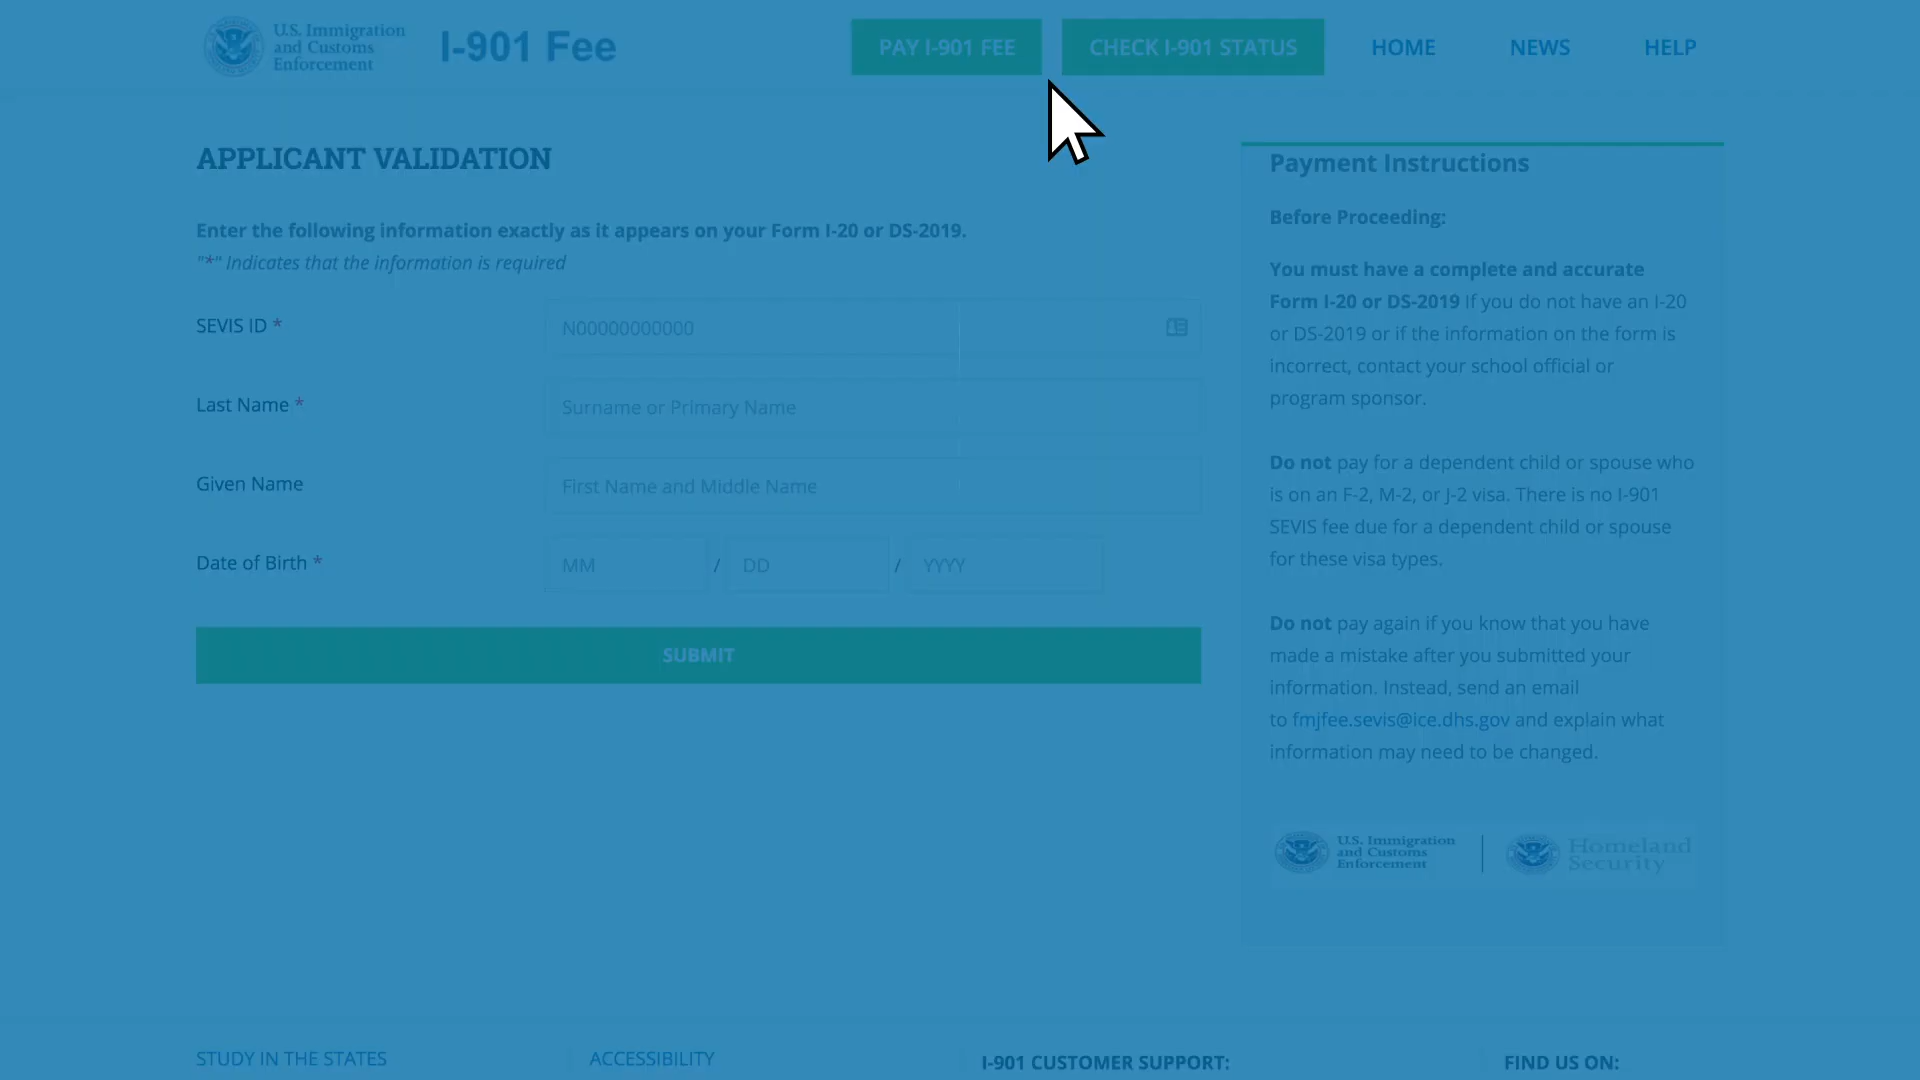 U.S. Immigration
and Customs
Enforcement
I-901 Fee
PAY I-901 FEE
CHECK I-901 STATUS
HOME
NEWS
HELP
APPLICANT VALIDATION
Enter the following information exactly as it appears on your Form I-20 or DS-2019.
"*" Indicates that the information is required
SEVIS ID *
N00000000000
Last Name *
Surname or Primary Name
Given Name
First Name and Middle Name
Date of Birth *
MM / DD / YYYY
SUBMIT
Payment Instructions
Before Proceeding:
You must have a complete and accurate
Form I-20 or DS-2019 If you do not have an I-20
or DS-2019 or if the information on the form is
incorrect, contact your school official or
program sponsor.
Do not pay for a dependent child or spouse who
is on an F-2, M-2, or J-2 visa. There is no I-901
SEVIS fee due for a dependent child or spouse
for these visa types.
Do not pay again if you know that you have
made a mistake after you submitted your
information. Instead, send an email
to fmjfee.sevis@ice.dhs.gov and explain what
information may need to be changed.
U.S. Immigration
and Customs
Enforcement
Homeland
Security
STUDY IN THE STATES
ACCESSIBILITY
I-901 CUSTOMER SUPPORT:
FIND US ON: